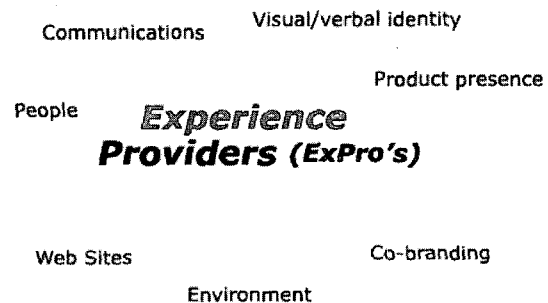 Visual/verbal identity
Communications
Product presence
People
Experience
Providers (ExPro's)
Web Sites
Co-branding
Environment